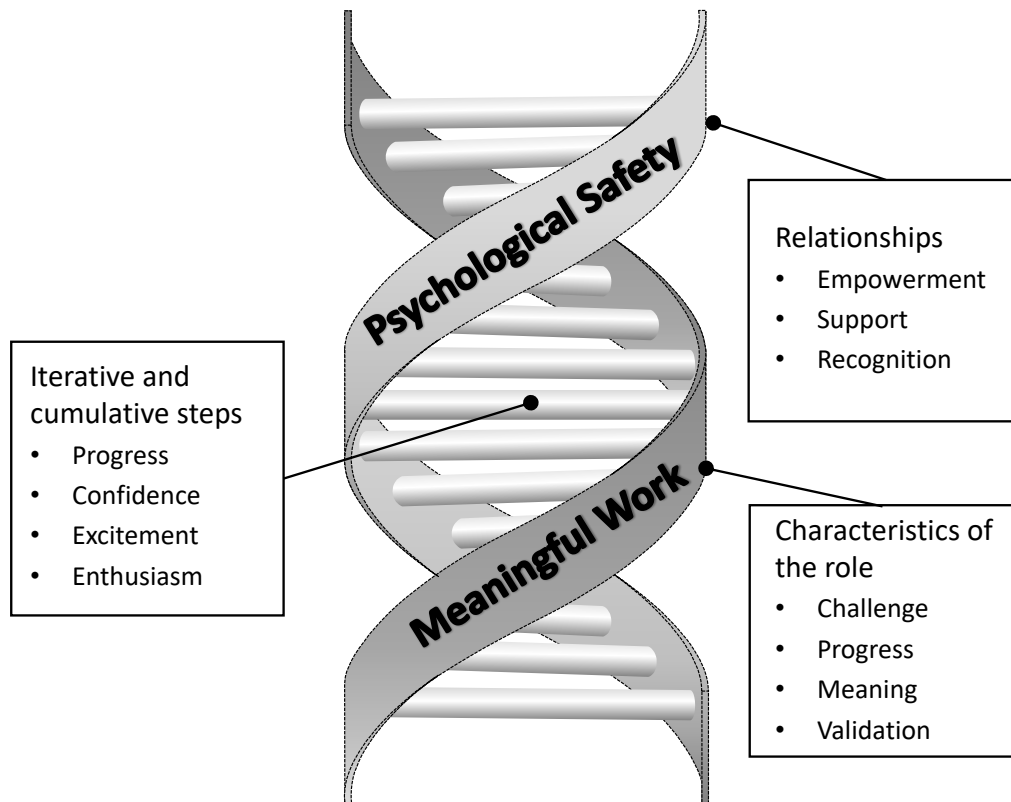 Psychological Safety
Relationships
• Empowerment
• Support
• Recognition
Iterative and
cumulative steps
• Progress
• Confidence
• Excitement
• Enthusiasm
Meaningful Work
Characteristics of
the role
• Challenge
• Progress
• Meaning
• Validation